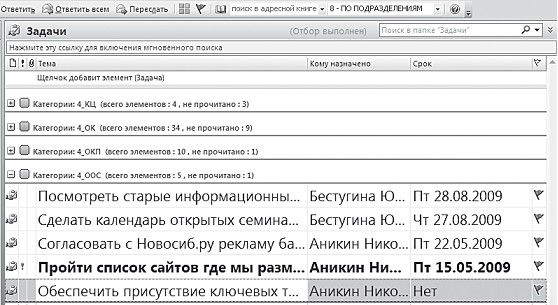 Ответить Ответить всем Переслать поиск в адресной книге 8 - ПО ПОДРАЗДЕЛЕНИЯМ
Задачи (Отбор выполнен) Поиск в папке "Задачи"
Нажмите эту ссылку для включения мгновенного поиска
Тема Кому назначено Срок
Щелчок добавит элемент (Задача)
Категории: 4_КЦ (всего элементов : 4 , не прочитано : 3)
Категории: 4_ОК (всего элементов : 34 , не прочитано : 9)
Категории: 4_ОКП (всего элементов : 10 , не прочитано : 1)
Категории: 4_ООС (всего элементов : 5 , не прочитано : 1)
Посмотреть старые информационны... Бестугина Ю... Пт 28.08.2009
Сделать календарь открытых семина... Бестугина Ю... Чт 27.08.2009
Согласовать с Новосиб.ру рекламу ба... Аникин Нико... Пт 22.05.2009
Пройти список сайтов где мы разм... Аникин Ни... Пт 15.05.2009
Обеспечить присутствие ключевых т... Аникин Нико... Нет